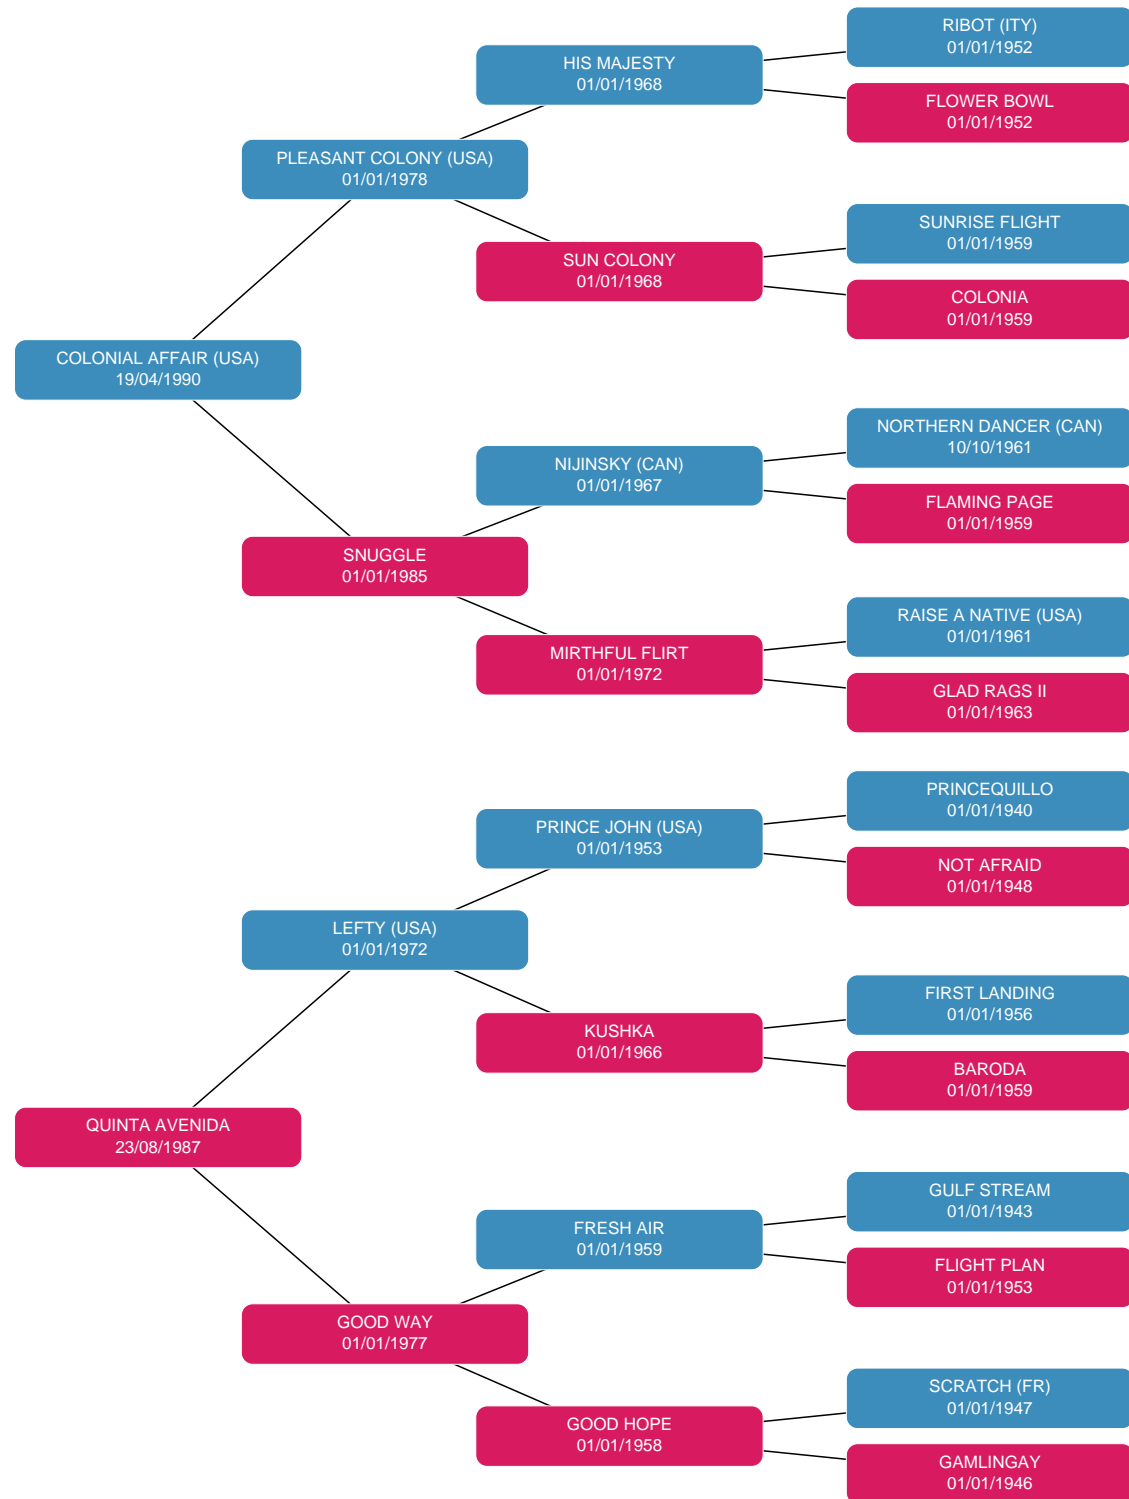 RIBOT (ITY)
01/01/1952
HIS MAJESTY
01/01/1968
FLOWER BOWL
01/01/1952
PLEASANT COLONY (USA)
01/01/1978
SUNRISE FLIGHT
01/01/1959
SUN COLONY
01/01/1968
COLONIA
01/01/1959
COLONIAL AFFAIR (USA)
19/04/1990
NORTHERN DANCER (CAN)
10/10/1961
NIJINSKY (CAN)
01/01/1967
FLAMING PAGE
01/01/1959
SNUGGLE
01/01/1985
RAISE A NATIVE (USA)
01/01/1961
MIRTHFUL FLIRT
01/01/1972
GLAD RAGS II
01/01/1963
PRINCEQUILLO
01/01/1940
PRINCE JOHN (USA)
01/01/1953
NOT AFRAID
01/01/1948
LEFTY (USA)
01/01/1972
FIRST LANDING
01/01/1956
KUSHKA
01/01/1966
BARODA
01/01/1959
QUINTA AVENIDA
23/08/1987
GULF STREAM
01/01/1943
FRESH AIR
01/01/1959
FLIGHT PLAN
01/01/1953
GOOD WAY
01/01/1977
SCRATCH (FR)
01/01/1947
GOOD HOPE
01/01/1958
GAMLINGAY
01/01/1946